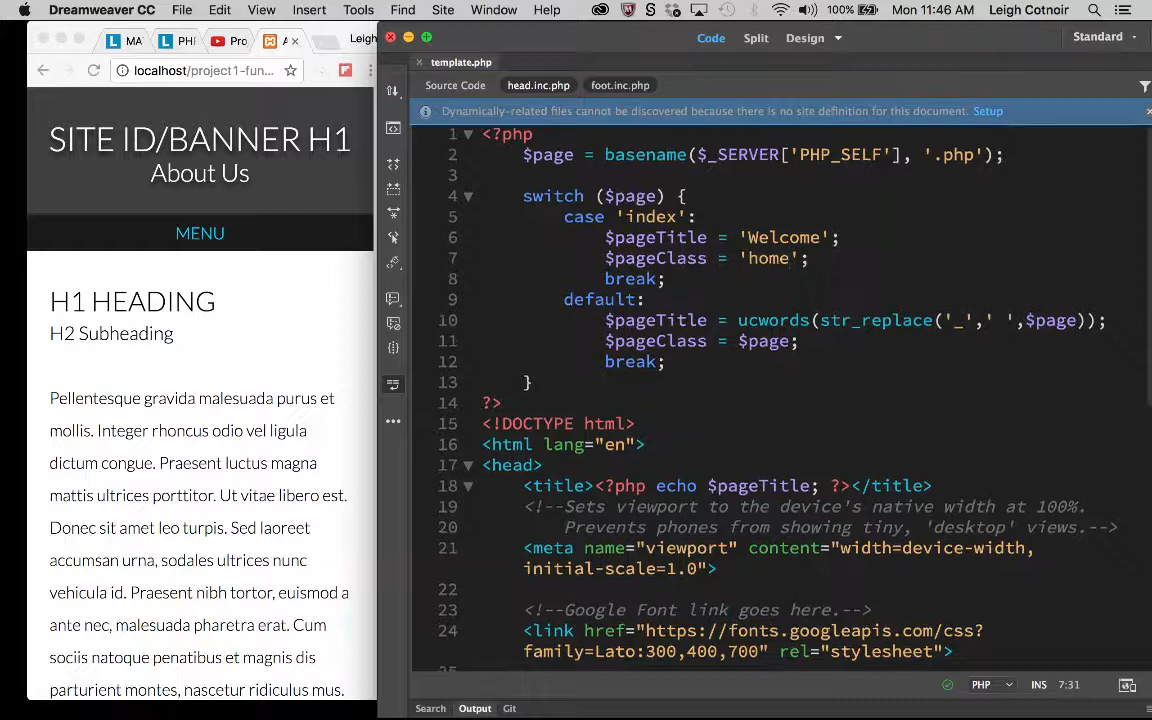 Dreamweaver CC File Edit View Insert Tools Find Site Window Help S 100% Mon 11:46 AM Leigh Cotnoir
L MA L PHI Pro A × Leigh
localhost/project1-fun...
SITE ID/BANNER H1
About Us
MENU
H1 HEADING
H2 Subheading
Pellentesque gravida malesuada purus et
mollis. Integer rhoncus odio vel ligula
dictum congue. Praesent luctus magna
mattis ultrices porttitor. Ut vitae libero est.
Donec sit amet leo turpis. Sed laoreet
accumsan urna, sodales ultrices nunc
vehicula id. Praesent nibh tortor, euismod a
ante nec, malesuada pharetra erat. Cum
sociis natoque penatibus et magnis dis
parturient montes, nascetur ridiculus mus.
Code Split Design Standard
template.php
Source Code head.inc.php foot.inc.php
Dynamically-related files cannot be discovered because there is no site definition for this document. Setup
1 <?php
2 $page = basename($_SERVER['PHP_SELF'], '.php');
3
4 switch ($page) {
5 case 'index':
6 $pageTitle = 'Welcome';
7 $pageClass = 'home';
8 break;
9 default:
10 $pageTitle = ucwords(str_replace('_',' ',$page));
11 $pageClass = $page;
12 break;
13 }
14 ?>
15 <!DOCTYPE html>
16 <html lang="en">
17 <head>
18 <title><?php echo $pageTitle; ?></title>
19 <!--Sets viewport to the device's native width at 100%.
20 Prevents phones from showing tiny, 'desktop' views.-->
21 <meta name="viewport" content="width=device-width,
initial-scale=1.0">
22
23 <!--Google Font link goes here.-->
24 <link href="https://fonts.googleapis.com/css?
family=Lato:300,400,700" rel="stylesheet">
PHP INS 7:31
Search Output Git